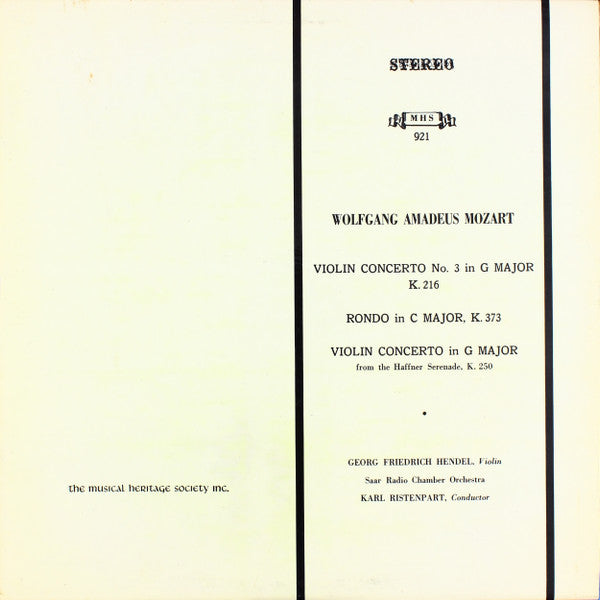 STEREO
MHS
921
WOLFGANG AMADEUS MOZART
VIOLIN CONCERTO No. 3 in G MAJOR
K. 216
RONDO in C MAJOR, K. 373
VIOLIN CONCERTO in G MAJOR
from the Haffner Serenade, K. 250
GEORG FRIEDRICH HENDEL, Violin
Saar Radio Chamber Orchestra
KARL RISTENPART, Conductor
the musical heritage society inc.